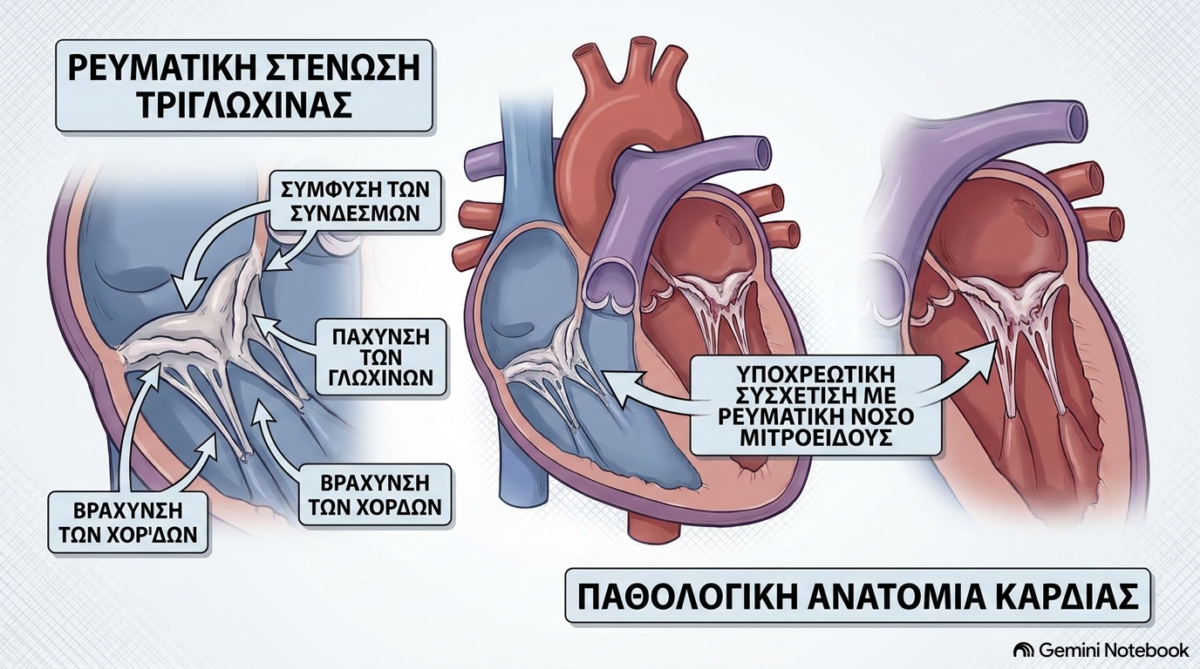 ΡΕΥΜΑΤΙΚΗ ΣΤΕΝΩΣΗ
ΤΡΙΓΛΩΧΙΝΑΣ
ΣΥΜΦΥΣΗ ΤΩΝ
ΣΥΝΔΕΣΜΩΝ
ΠΑΧΥΝΣΗ
ΤΩΝ
ΓΛΩΧΙΝΩΝ
ΒΡΑΧΥΝΣΗ
ΤΩΝ ΧΟΡ'ΔΩΝ
ΒΡΑΧΥΝΣΗ
ΤΩΝ ΧΟΡΔΩΝ
ΥΠΟΧΡΕΩΤΙΚΗ
ΣΥΣΧΕΤΙΣΗ ΜΕ
ΡΕΥΜΑΤΙΚΗ ΝΟΣΟ
ΜΙΤΡΟΕΙΔΟΥΣ
ΠΑΘΟΛΟΓΙΚΗ ΑΝΑΤΟΜΙΑ ΚΑΡΔΙΑΣ
Gemini Notebook